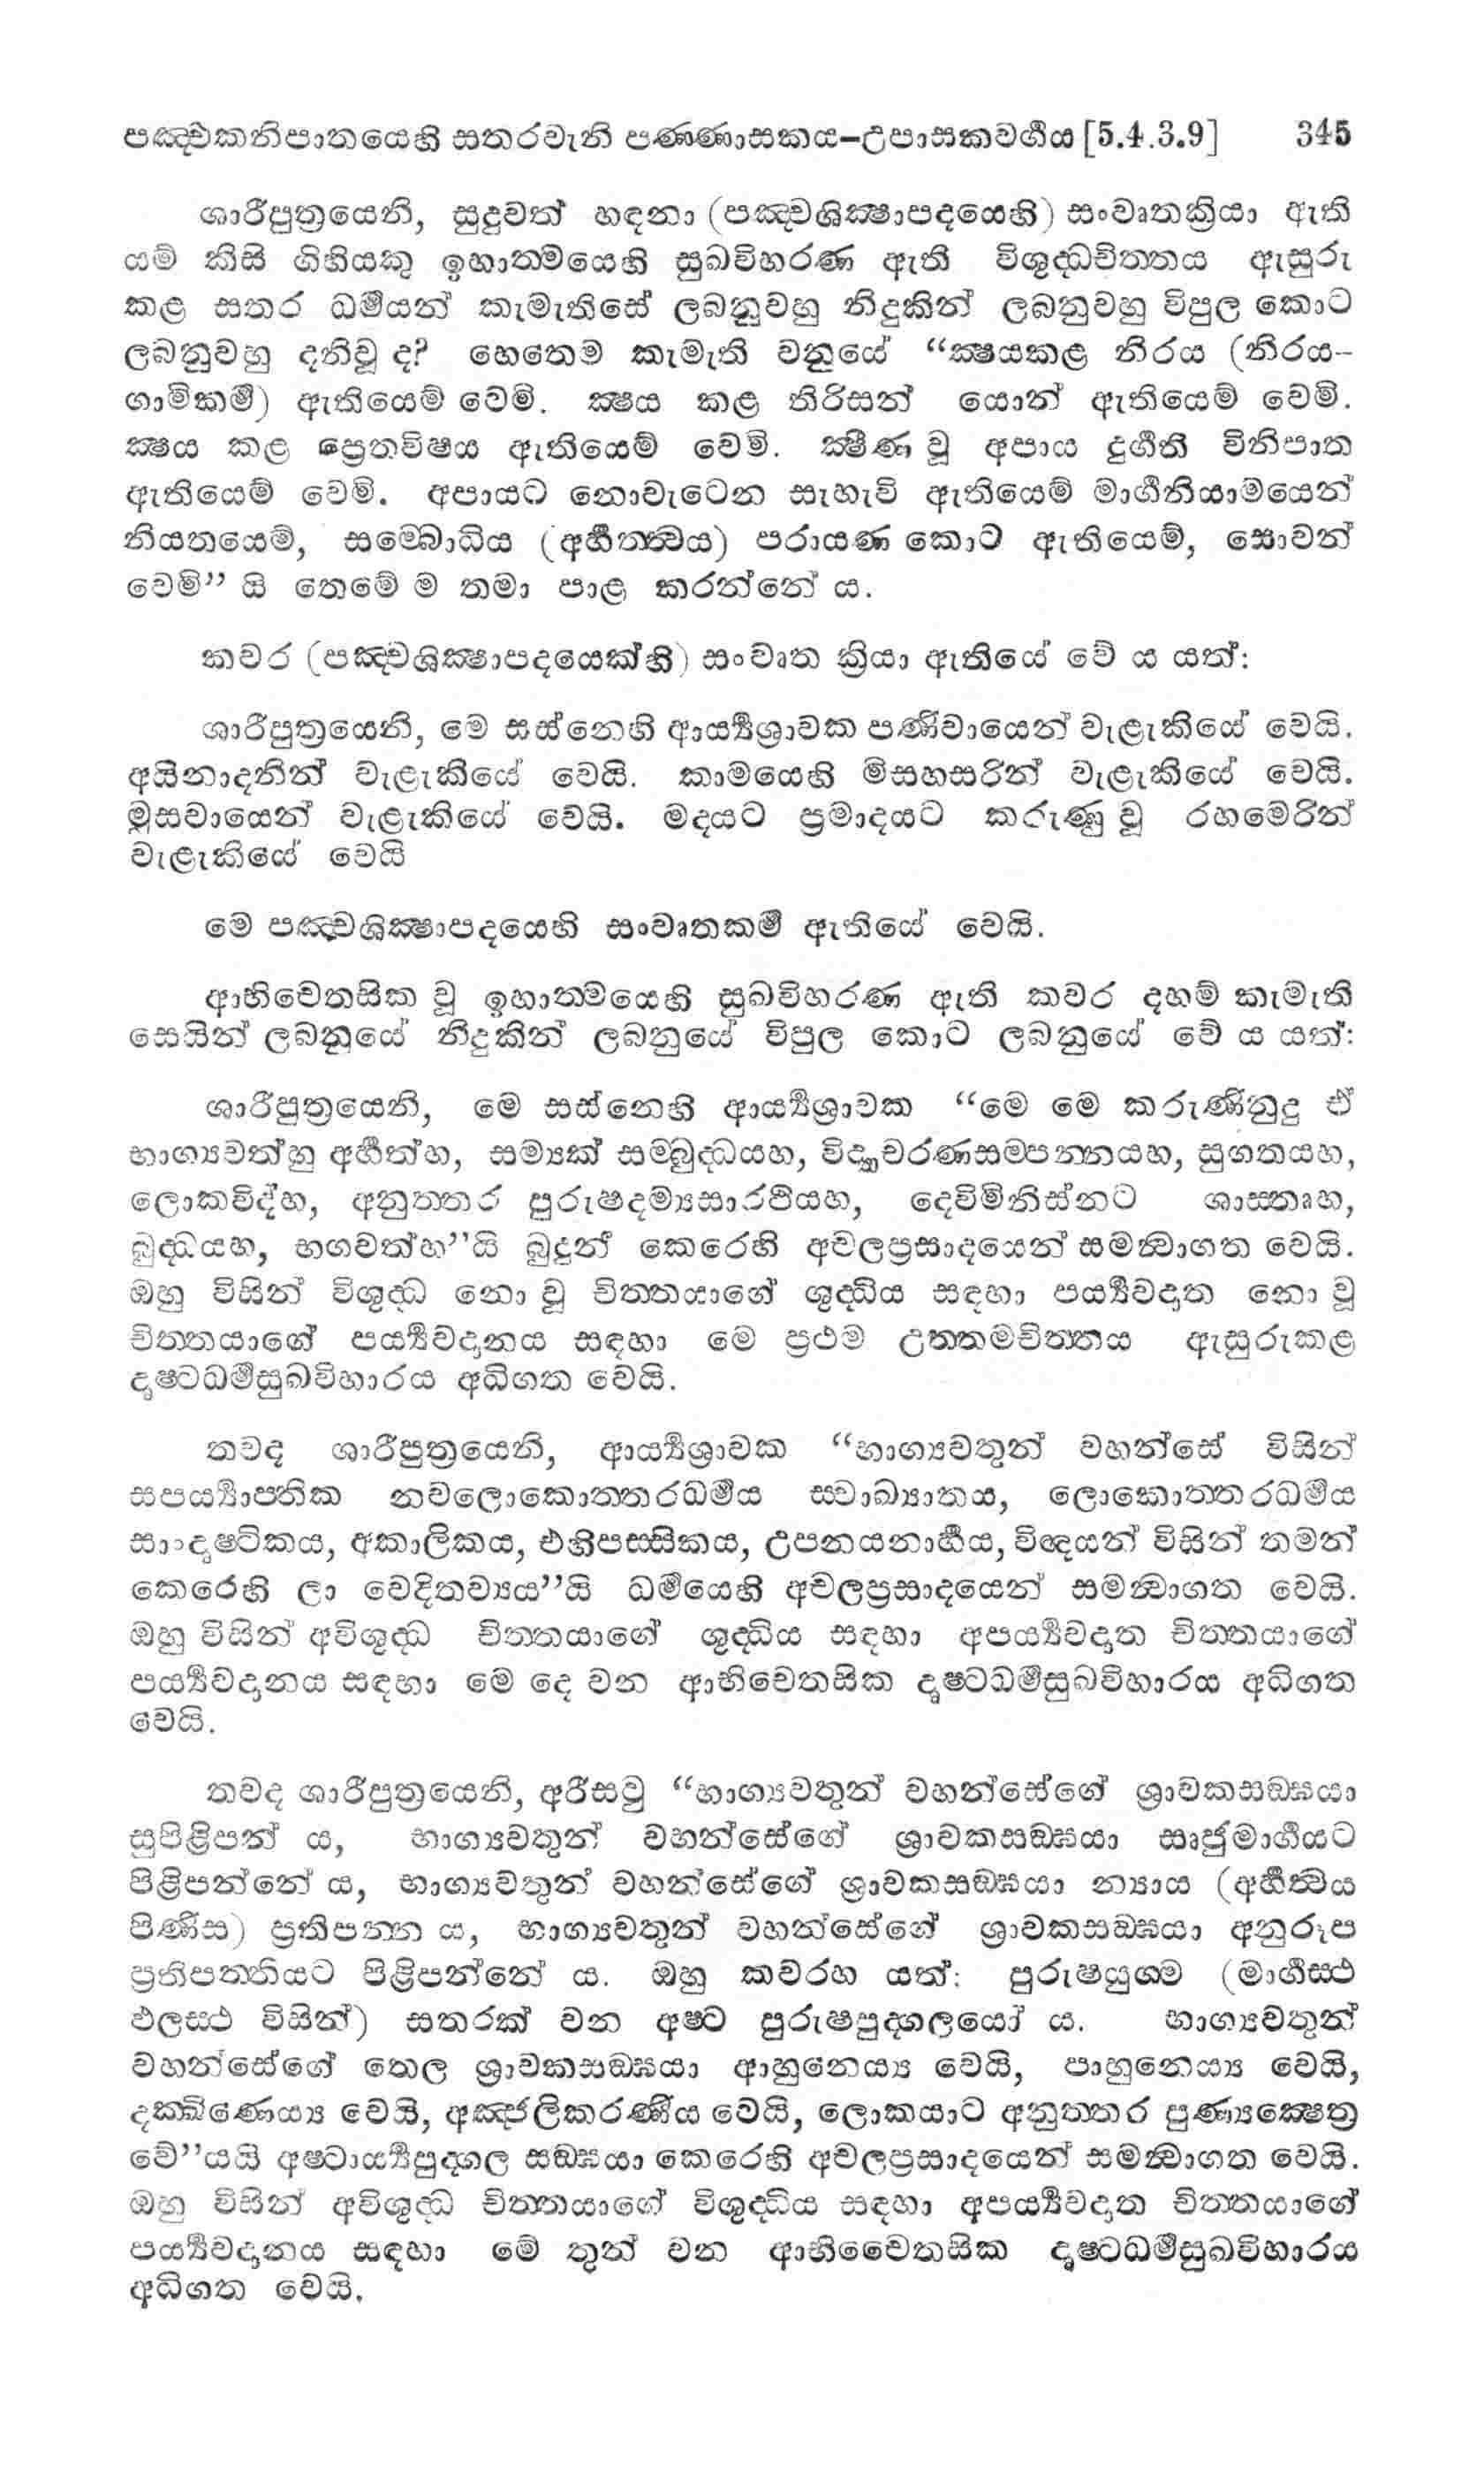 පඤ්චකනිපාතයෙහි සතරවැනි පණ්ණාසකය-උපාසකවර්‍ගය [5.4.3.9] 345
ශාරීපුත්‍රයෙනි, සුදුවත් හඳනා (පඤ්චශික්‍ෂාපදයෙහි) සංවෘතක්‍රියා ඇති
යම් කිසි ගිහියකු ඉහාත්මයෙහි සුඛවිහරණ ඇති විශුද්ධචිත්තය ඇසුරු
කළ සතර ධර්‍මයන් කැමැතිසේ ලබනුවහු නිදුකින් ලබනුවහු විපුල කොට
ලබනුවහු දනිවූ ද? හෙතෙම කැමැති වනුයේ “ක්‍ෂයකළ නිරය (නිරය-
ගාමිකර්‍ම) ඇතියෙම් වෙමි. ක්‍ෂය කළ තිරිසන් යොන් ඇතියෙම් වෙමි.
ක්‍ෂය කළ ප්‍රෙතවිෂය ඇතියෙම් වෙමි. ක්‍ෂීණ වූ අපාය දුර්‍ගති විනිපාත
ඇතියෙම් වෙමි. අපායට නොවැටෙන සැහැවි ඇතියෙම් මාර්‍ගනියාමයෙන්
නියතයෙම්, සම්බොධිය (අර්‍හත්ත්‍වය) පරායණ කොට ඇතියෙම්, සොවන්
වෙමි” යි තෙමේ ම තමා පාළ කරන්නේ ය.
කවර (පඤ්චශික්‍ෂාපදයෙක්හි) සංවෘත ක්‍රියා ඇතියේ වේ ය යත්:
ශාරීපුත්‍රයෙනි, මෙ සස්නෙහි ආර්‍ය්‍යශ්‍රාවක පණිවායෙන් වැළැකියේ වෙයි.
අයිනාදනින් වැළැකියේ වෙයි. කාමයෙහි මිසහසරින් වැළැකියේ වෙයි.
මුසවායෙන් වැළැකියේ වෙයි. මදයට ප්‍රමාදයට කරුණු වූ රහමෙරින්
වැළැකියේ වෙයි
මෙ පඤ්චශික්‍ෂාපදයෙහි සංවෘතකර්‍ම ඇතියේ වෙයි.
ආභිචෙතසික වූ ඉහාත්මයෙහි සුඛවිහරණ ඇති කවර දහම් කැමැති
සෙයින් ලබනුයේ නිදුකින් ලබනුයේ විපුල කොට ලබනුයේ වේ ය යත්:
ශාරීපුත්‍රයෙනි, මෙ සස්නෙහි ආර්‍ය්‍යශ්‍රාවක “මෙ මෙ කරුණිනුදු ඒ
භාග්‍යවත්හු අර්‍හත්හ, සම්‍යක් සම්බුද්ධයහ, විද්‍යාචරණසම්පන්නයහ, සුගතයහ,
ලොකවිද්හ, අනුත්තර පුරුෂදම්‍යසාරථියහ, දෙවිමිනිස්නට ශාස්තෘහ,
බුද්ධයහ, භගවත්හ”යි බුදුන් කෙරෙහි අචලප්‍රසාදයෙන් සමන්‍වාගත වෙයි.
ඔහු විසින් විශුද්ධ නො වූ චිත්තයාගේ ශුද්ධිය සඳහා පර්‍ය්‍යවදාත නො වූ
චිත්තයාගේ පර්‍ය්‍යවදානය සඳහා මෙ ප්‍රථම උත්තමචිත්තය ඇසුරුකළ
දෘෂ්ටධර්‍මසුඛවිහාරය අධිගත වෙයි.
තවද ශාරීපුත්‍රයෙනි, ආර්‍ය්‍යශ්‍රාවක “භාග්‍යවතුන් වහන්සේ විසින්
සපර්‍ය්‍යාප්තික නවලොකොත්තරධර්‍මය ස්වාඛ්‍යාතය, ලොකොත්තරධර්‍මය
සාංදෘෂ්ටිකය, අකාලිකය, එහිපස්සිකය, උපනයනාර්‍හය, විඥයන් විසින් තමන්
කෙරෙහි ලා වෙදිතව්‍යය”යි ධර්‍මයෙහි අචලප්‍රසාදයෙන් සමන්‍වාගත වෙයි.
ඔහු විසින් අවිශුද්ධ චිත්තයාගේ ශුද්ධිය සඳහා අපර්‍ය්‍යවදාත චිත්තයාගේ
පර්‍ය්‍යවදානය සඳහා මෙ දෙ වන ආභිචෙතසික දෘෂ්ටධර්‍මසුඛවිහාරය අධිගත
වෙයි.
තවද ශාරීපුත්‍රයෙනි, අරීසවු “භාග්‍යවතුන් වහන්සේගේ ශ්‍රාවකසඞ්ඝයා
සුපිළිපන් ය, භාග්‍යවතුන් වහන්සේගේ ශ්‍රාවකසඞ්ඝයා සෘජුමාර්‍ගයට
පිළිපන්නේ ය, භාග්‍යවතුන් වහන්සේගේ ශ්‍රාවකසඞ්ඝයා න්‍යාය (අර්‍හත්‍වය
පිණිස) ප්‍රතිපන්න ය, භාග්‍යවතුන් වහන්සේගේ ශ්‍රාවකසඞ්ඝයා අනුරූප
ප්‍රතිපත්තියට පිළිපන්නේ ය. ඔහු කවරහ යත්: පුරුෂයුග්ම (මාර්‍ගස්ථ
ඵලස්ථ විසින්) සතරක් වන අෂ්ට පුරුෂපුද්ගලයෝ ය. භාග්‍යවතුන්
වහන්සේගේ තෙල ශ්‍රාවකසඞ්ඝයා ආහුනෙය්‍ය වෙයි, පාහුනෙය්‍ය වෙයි,
දක්ඛිණෙය්‍ය වෙයි, අඤ්ජලිකරණීය වෙයි, ලොකයාට අනුත්තර පුණ්‍යක්‍ෂෙත්‍ර
වේ”යයි අෂ්ටාර්‍ය්‍යපුද්ගල සඞ්ඝයා කෙරෙහි අචලප්‍රසාදයෙන් සමන්‍වාගත වෙයි.
ඔහු විසින් අවිශුද්ධ චිත්තයාගේ විශුද්ධිය සඳහා අපර්‍ය්‍යවදාත චිත්තයාගේ
පර්‍ය්‍යවදානය සඳහා මේ තුන් වන ආභිචෛතසික දෘෂ්ටධර්‍මසුඛවිහාරය
අධිගත වෙයි.